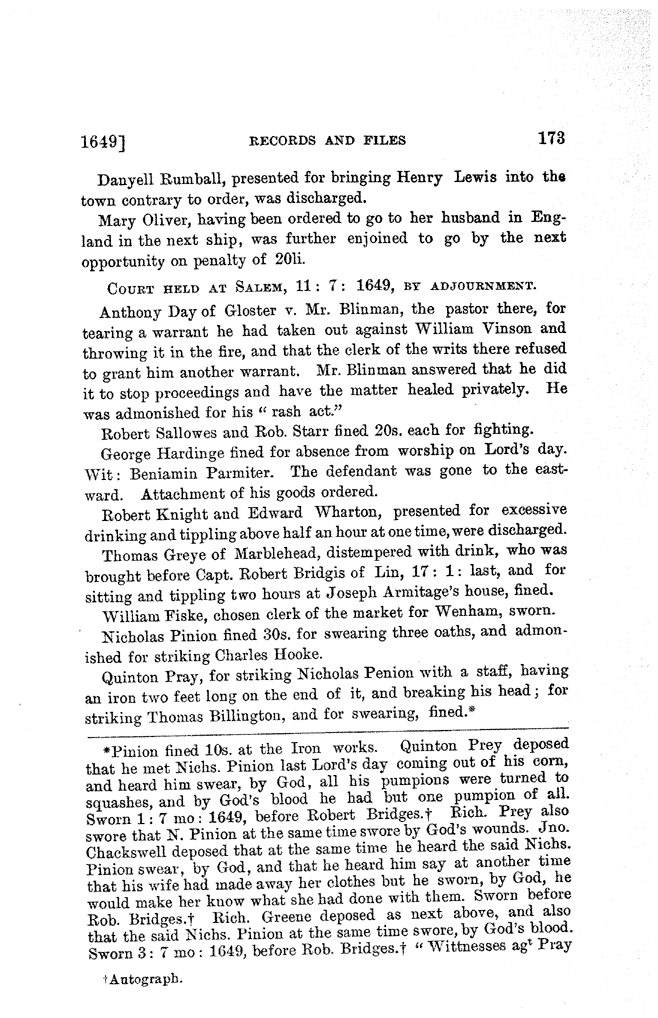 1649]
RECORDS AND FILES
173
Danyell Rumball, presented for bringing Henry Lewis into the
town contrary to order, was discharged.
Mary Oliver, having been ordered to go to her husband in Eng-
land in the next ship, was further enjoined to go by the next
opportunity on penalty of 20li.
COURT HELD AT SALEM, 11: 7: 1649, BY ADJOURNMENT.
Anthony Day of Gloster v. Mr. Blinman, the pastor there, for
tearing a warrant he had taken out against William Vinson and
throwing it in the fire, and that the clerk of the writs there refused
to grant him another warrant. Mr. Blinman answered that he did
it to stop proceedings and have the matter healed privately. He
was admonished for his "rash act."
Robert Sallowes and Rob. Starr fined 20s. each for fighting.
George Hardinge fined for absence from worship on Lord's day.
Wit: Beniamin Parmiter. The defendant was gone to the east-
ward. Attachment of his goods ordered.
Robert Knight and Edward Wharton, presented for excessive
drinking and tippling above half an hour at one time, were discharged.
Thomas Greye of Marblehead, distempered with drink, who was
brought before Capt. Robert Bridgis of Lin, 17: 1: last, and for
sitting and tippling two hours at Joseph Armitage's house, fined.
William Fiske, chosen clerk of the market for Wenham, sworn.
Nicholas Pinion fined 30s. for swearing three oaths, and admon-
ished for striking Charles Hooke.
Quinton Pray, for striking Nicholas Penion with a staff, having
an iron two feet long on the end of it, and breaking his head; for
striking Thomas Billington, and for swearing, fined.*
*Pinion fined 10s. at the Iron works. Quinton Prey deposed
that he met Nichs. Pinion last Lord's day coming out of his corn,
and heard him swear, by God, all his pumpions were turned to
squashes, and by God's blood he had but one pumpion of all.
Sworn 1: 7 mo: 1649, before Robert Bridges.† Rich. Prey also
swore that N. Pinion at the same time swore by God's wounds. Jno.
Chackswell deposed that at the same time he heard the said Nichs.
Pinion swear, by God, and that he heard him say at another time
that his wife had made away her clothes but he sworn, by God, he
would make her know what she had done with them. Sworn before
Rob. Bridges.† Rich. Greene deposed as next above, and also
that the said Nichs. Pinion at the same time swore, by God's blood.
Sworn 3: 7 mo: 1649, before Rob. Bridges.† "Wittnesses agᵗ Pray
†Autograph.